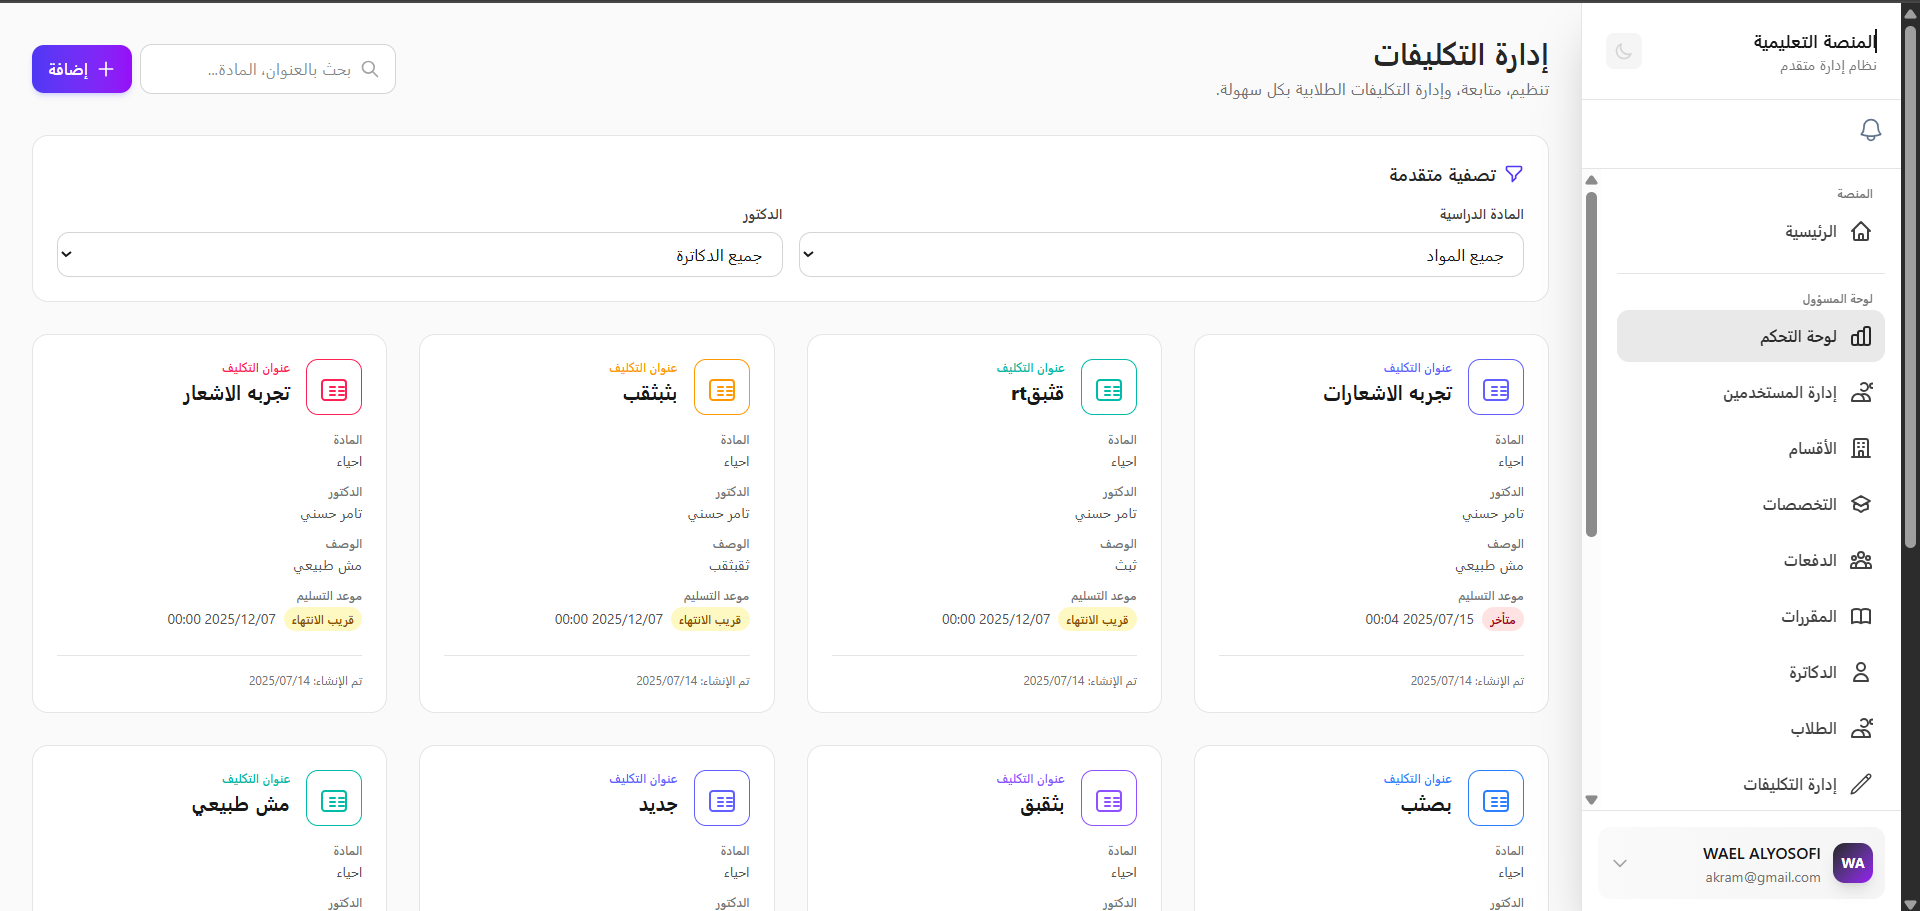 المنصة التعليمية
نظام إدارة متقدم
المنصة
الرئيسية
لوحة المسؤول
لوحة التحكم
إدارة المستخدمين
الأقسام
التخصصات
الدفعات
المقررات
الدكاترة
الطلاب
إدارة التكليفات
WA
WAEL ALYOSOFI
akram@gmail.com
إدارة التكليفات
تنظيم، متابعة، وإدارة التكليفات الطلابية بكل سهولة.
بحث بالعنوان، المادة...
إضافة
تصفية متقدمة
المادة الدراسية
جميع المواد
الدكتور
جميع الدكاترة
عنوان التكليف
تجربه الاشعارات
المادة
احياء
الدكتور
تامر حسني
الوصف
مش طبيعي
موعد التسليم
متأخر 2025/07/15 00:04
تم الإنشاء: 2025/07/14
عنوان التكليف
قثبقrt
المادة
احياء
الدكتور
تامر حسني
الوصف
ثبث
موعد التسليم
قريب الانتهاء 2025/12/07 00:00
تم الإنشاء: 2025/07/14
عنوان التكليف
بثبثقب
المادة
احياء
الدكتور
تامر حسني
الوصف
ثقبثقب
موعد التسليم
قريب الانتهاء 2025/12/07 00:00
تم الإنشاء: 2025/07/14
عنوان التكليف
تجربه الاشعار
المادة
احياء
الدكتور
تامر حسني
الوصف
مش طبيعي
موعد التسليم
قريب الانتهاء 2025/12/07 00:00
تم الإنشاء: 2025/07/14
عنوان التكليف
بصثب
المادة
احياء
الدكتور
عنوان التكليف
بثقبق
المادة
احياء
الدكتور
عنوان التكليف
جديد
المادة
احياء
الدكتور
عنوان التكليف
مش طبيعي
المادة
احياء
الدكتور